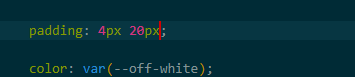 padding: 4px 20px;
color: var(--off-white);